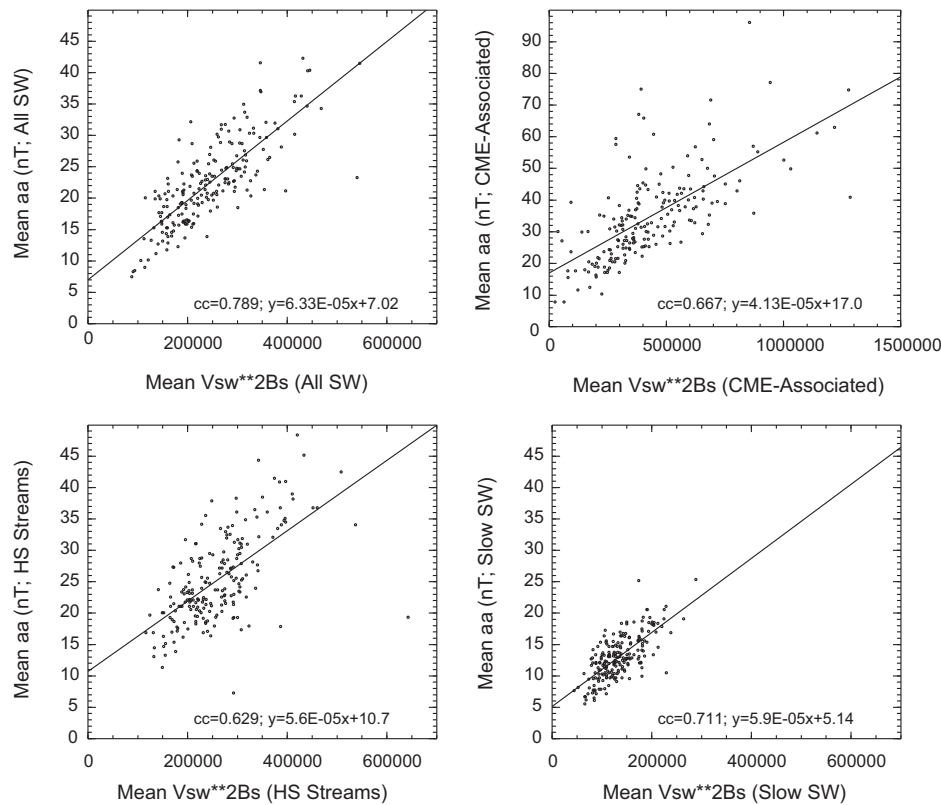 Mean aa (nT; All SW)
45
40
35
30
25
20
15
10
5
0
cc=0.789; y=6.33E-05x+7.02
0 200000 400000 600000
Mean Vsw**2Bs (All SW)
Mean aa (nT; CME-Associated)
90
80
70
60
50
40
30
20
10
0
cc=0.667; y=4.13E-05x+17.0
0 500000 1000000 1500000
Mean Vsw**2Bs (CME-Associated)
Mean aa (nT; HS Streams)
50
45
40
35
30
25
20
15
10
5
0
cc=0.629; y=5.6E-05x+10.7
0 200000 400000 600000
Mean Vsw**2Bs (HS Streams)
Mean aa (nT; Slow SW)
50
45
40
35
30
25
20
15
10
5
0
cc=0.711; y=5.9E-05x+5.14
0 200000 400000 600000
Mean Vsw**2Bs (Slow SW)